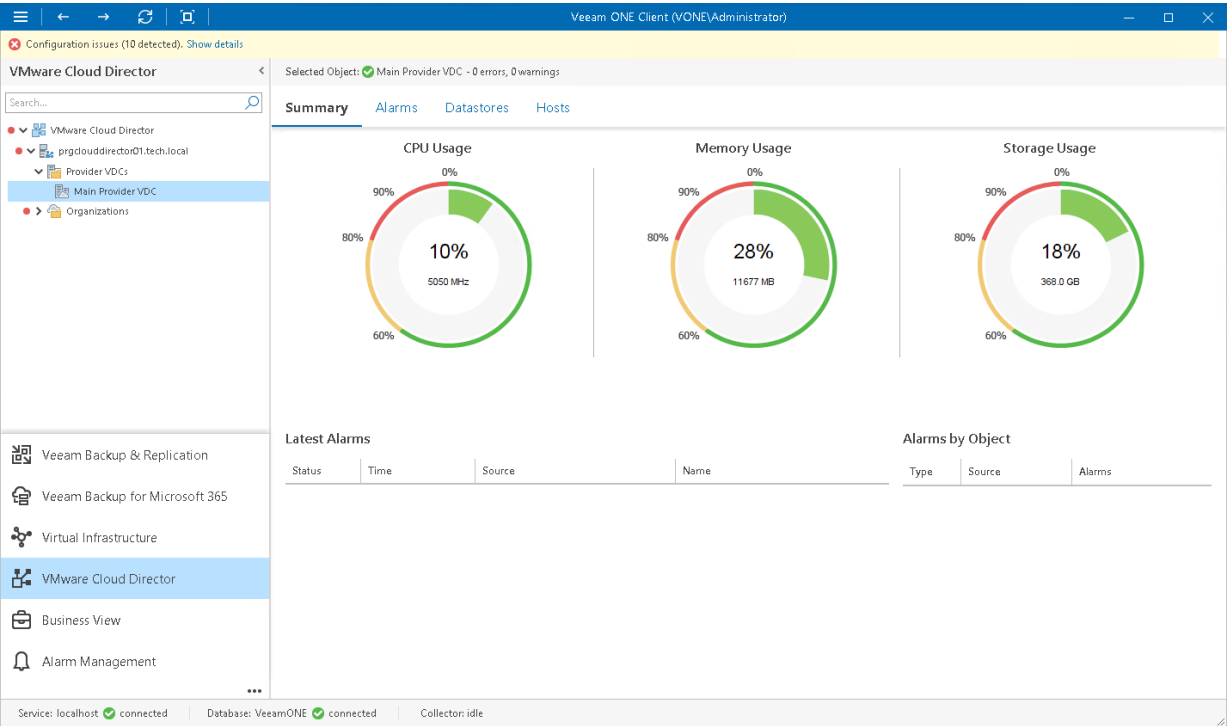 Veeam ONE Client (VONE\Administrator)
Configuration issues (10 detected). Show details
VMware Cloud Director
Search...
VMware Cloud Director
prgclouddirector01.tech.local
Provider VDCs
Main Provider VDC
Organizations
Selected Object: Main Provider VDC - 0 errors, 0 warnings
Summary Alarms Datastores Hosts
CPU Usage
0%
90%
80%
10%
5050 MHz
60%
Memory Usage
0%
90%
80%
28%
11677 MB
60%
Storage Usage
0%
90%
80%
18%
368.0 GB
60%
Latest Alarms
Status Time Source Name
Alarms by Object
Type Source Alarms
Veeam Backup & Replication
Veeam Backup for Microsoft 365
Virtual Infrastructure
VMware Cloud Director
Business View
Alarm Management
Service: localhost connected Database: VeeamONE connected Collector: idle